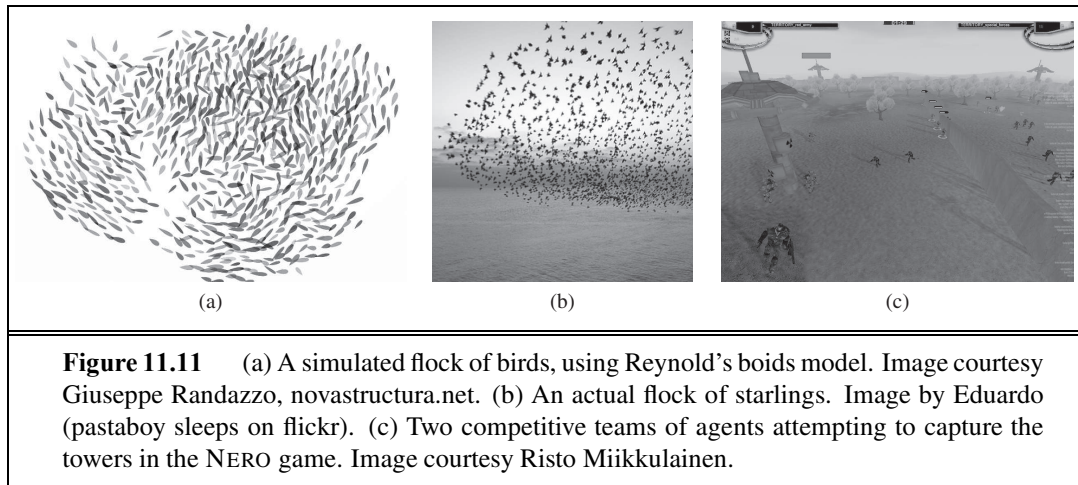 (a)
(b)
(c)
Figure 11.11 (a) A simulated flock of birds, using Reynold’s boids model. Image courtesy
Giuseppe Randazzo, novastructura.net. (b) An actual flock of starlings. Image by Eduardo
(pastaboy sleeps on flickr). (c) Two competitive teams of agents attempting to capture the
towers in the NERO game. Image courtesy Risto Miikkulainen.